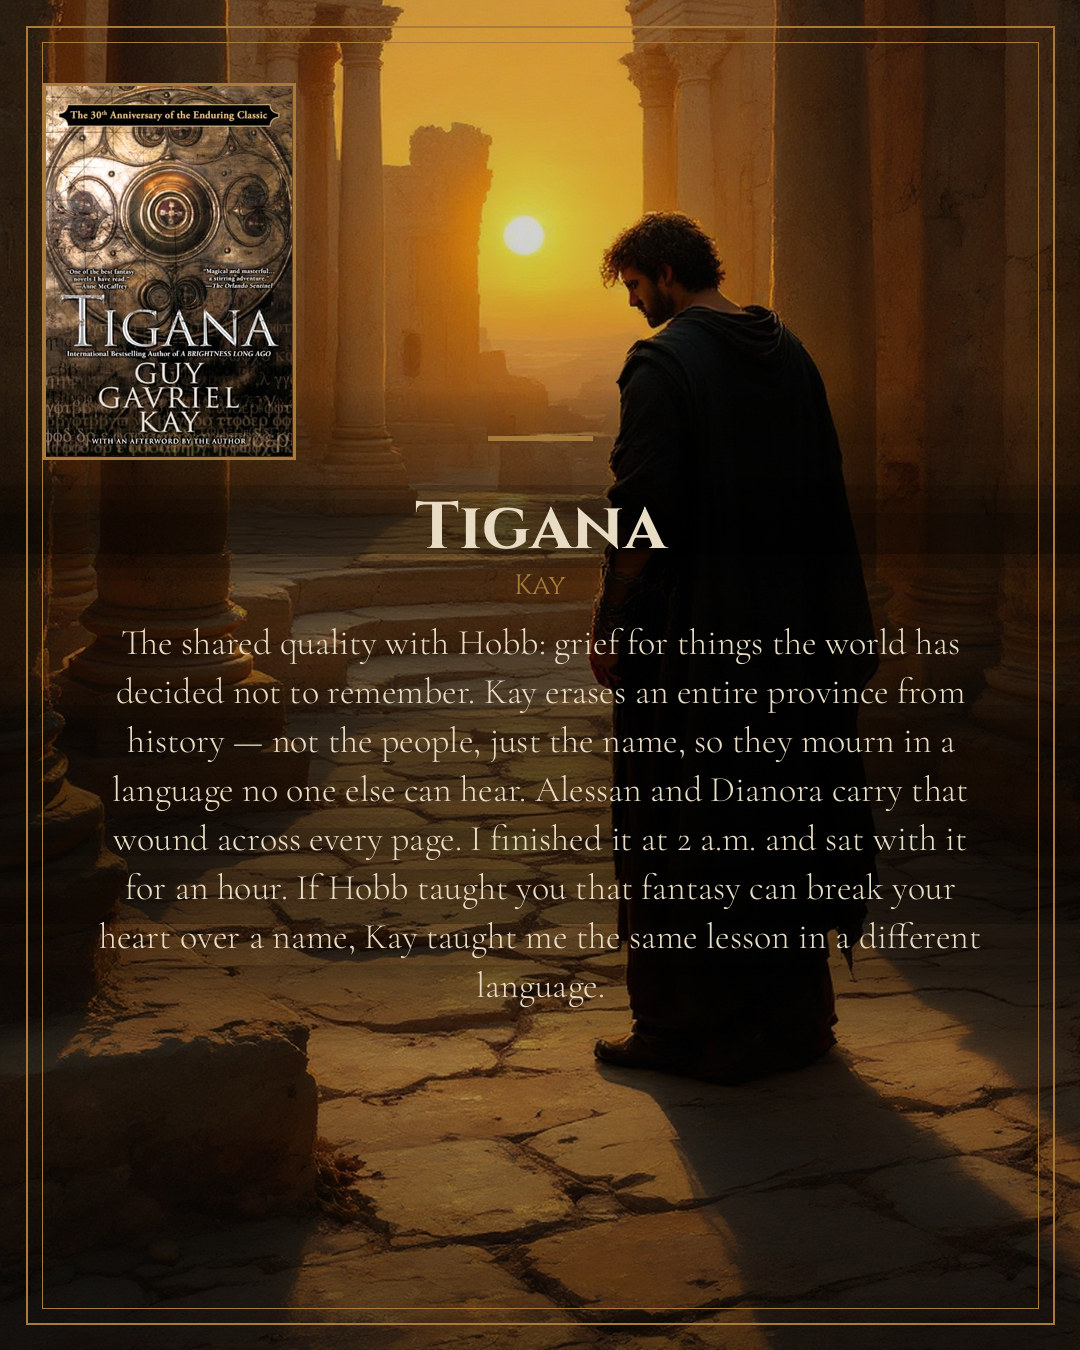 The 30th Anniversary of the Enduring Classic
"One of the best fantasy
novels I have read..."
—Anne McCaffrey
"Magical and masterful...
a stirring adventure..."
—The Orlando Sentinel
TIGANA
International Bestselling Author of A BRIGHTNESS LONG AGO
GUY
GAVRIEL
KAY
WITH AN AFTERWORD BY THE AUTHOR
TIGANA
KAY
The shared quality with Hobb: grief for things the world has
decided not to remember. Kay erases an entire province from
history — not the people, just the name, so they mourn in a
language no one else can hear. Alessan and Dianora carry that
wound across every page. I finished it at 2 a.m. and sat with it
for an hour. If Hobb taught you that fantasy can break your
heart over a name, Kay taught me the same lesson in a different
language.